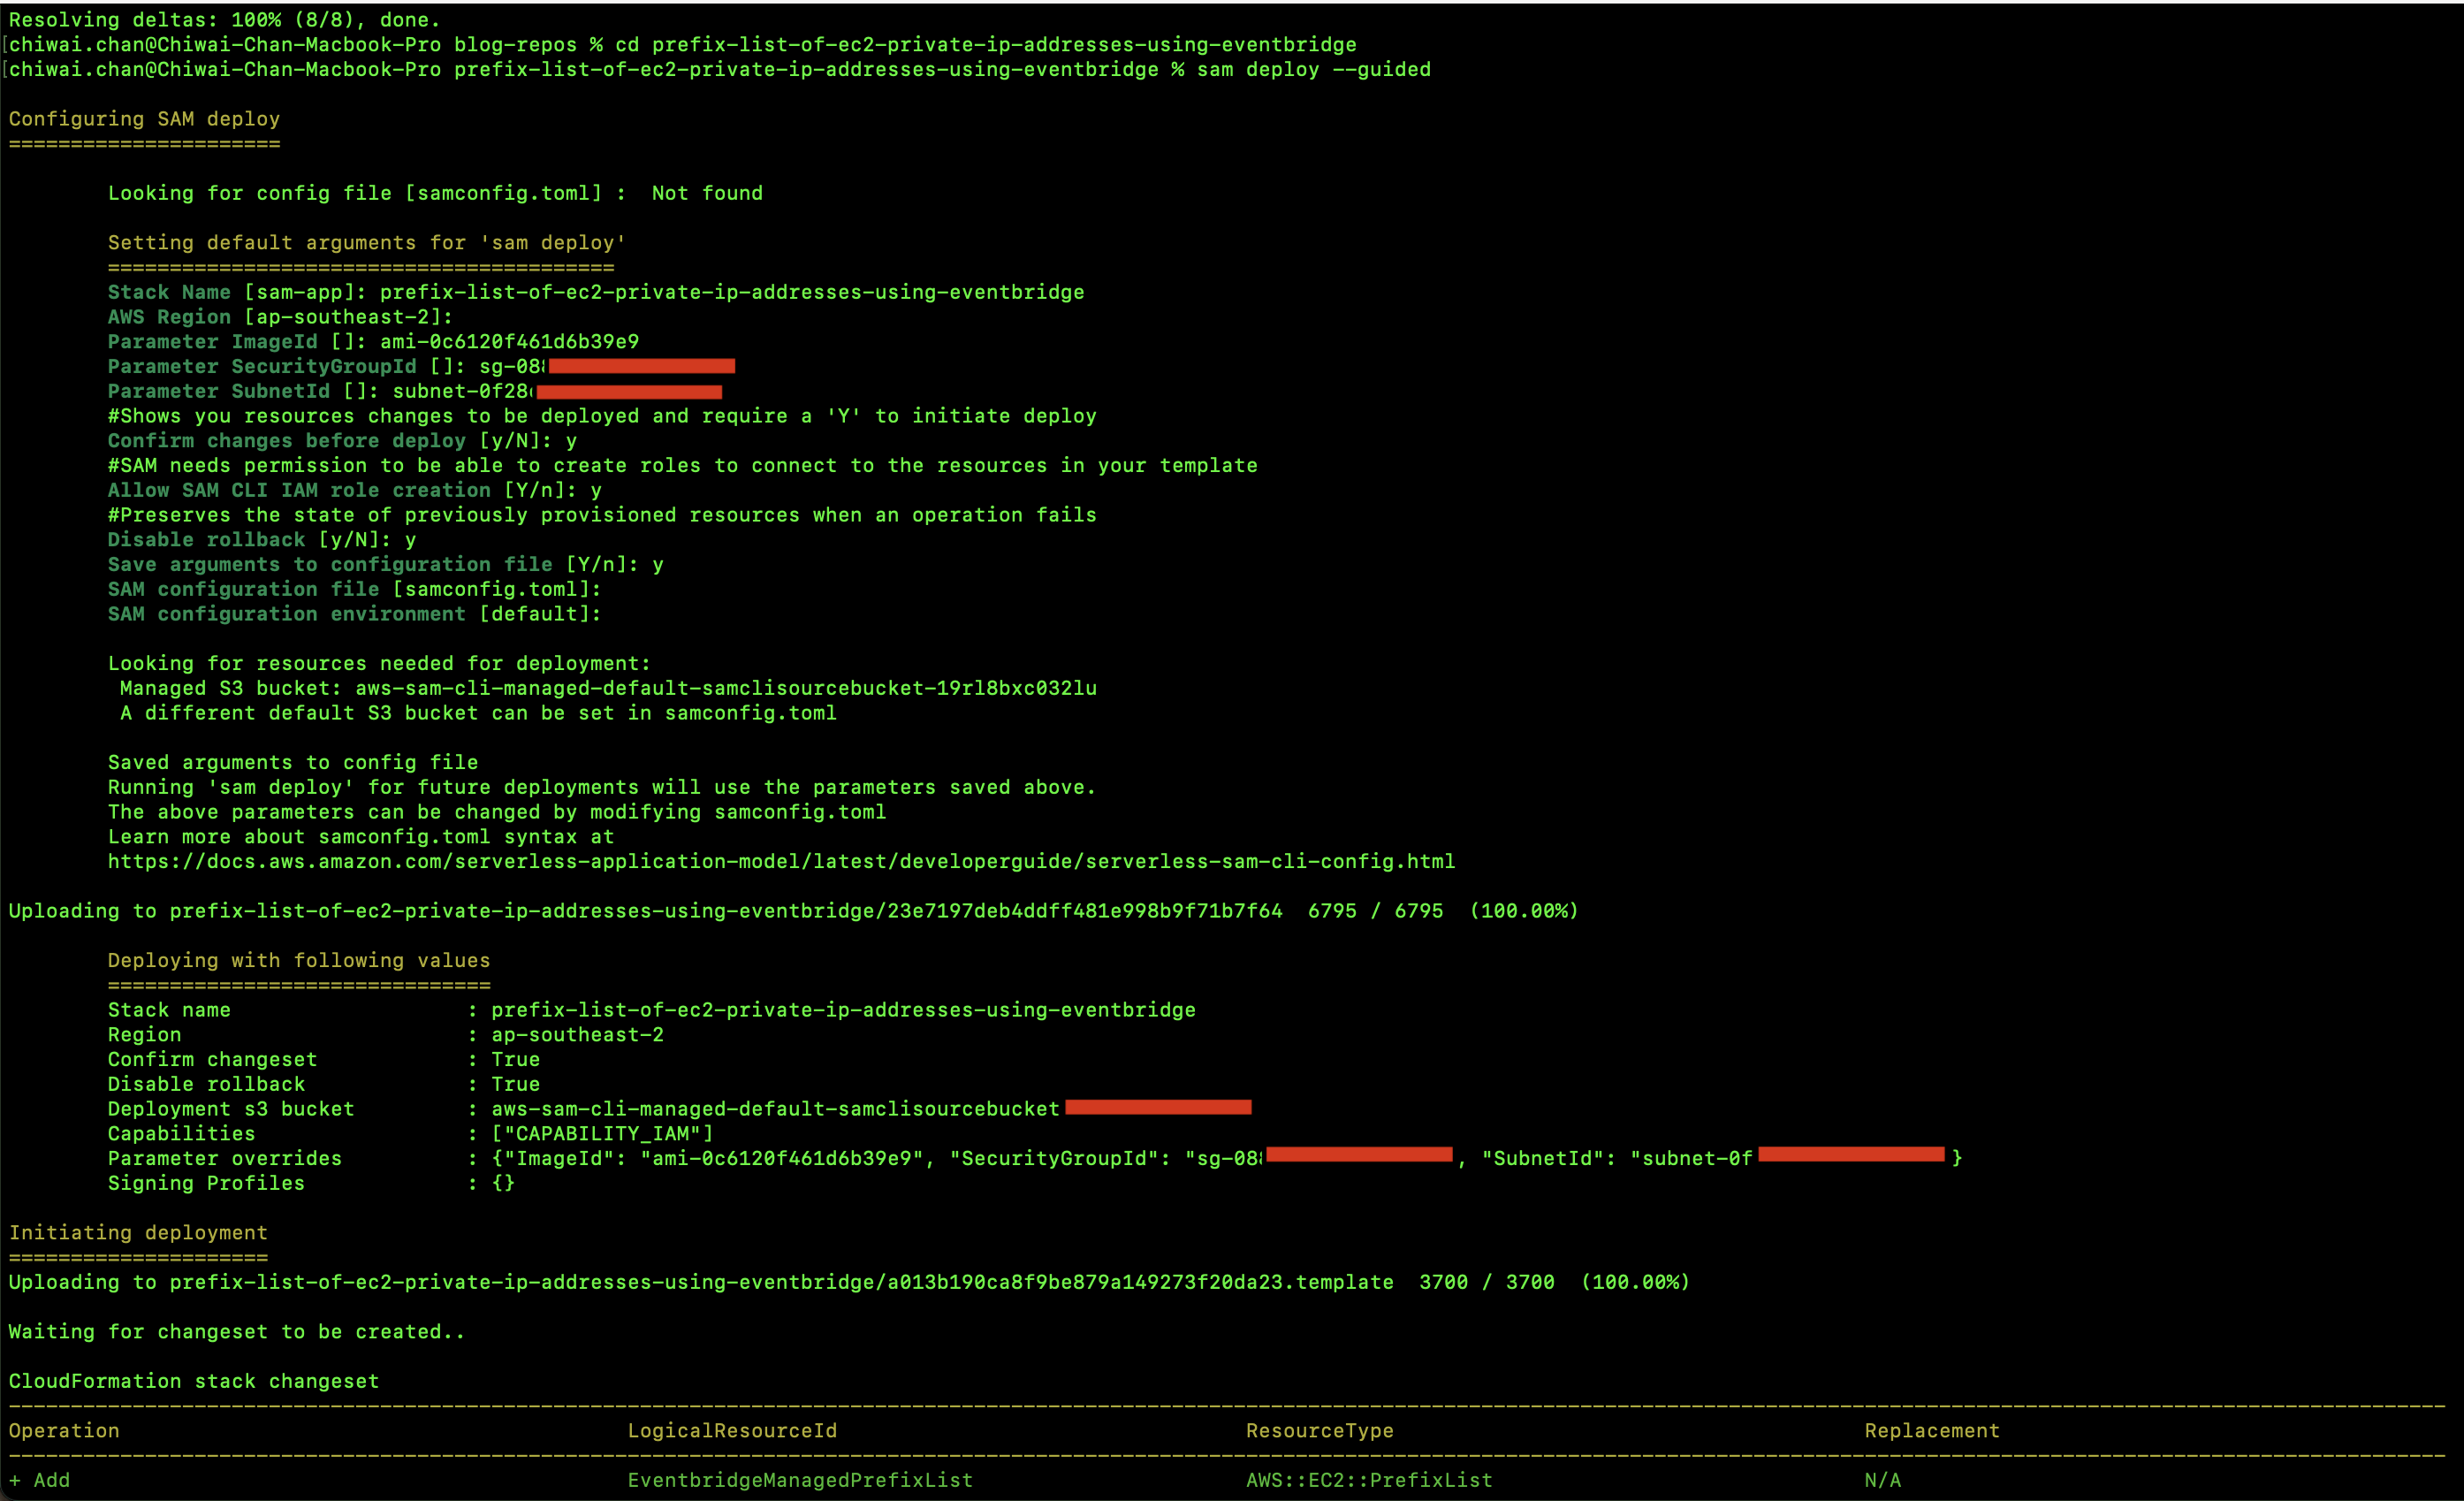 Resolving deltas: 100% (8/8), done.
[chiwai.chan@Chiwai-Chan-Macbook-Pro blog-repos % cd prefix-list-of-ec2-private-ip-addresses-using-eventbridge
[chiwai.chan@Chiwai-Chan-Macbook-Pro prefix-list-of-ec2-private-ip-addresses-using-eventbridge % sam deploy --guided
Configuring SAM deploy
======================
Looking for config file [samconfig.toml] :  Not found
Setting default arguments for 'sam deploy'
=========================================
Stack Name [sam-app]: prefix-list-of-ec2-private-ip-addresses-using-eventbridge
AWS Region [ap-southeast-2]:
Parameter ImageId []: ami-0c6120f461d6b39e9
Parameter SecurityGroupId []: sg-08
Parameter SubnetId []: subnet-0f28
#Shows you resources changes to be deployed and require a 'Y' to initiate deploy
Confirm changes before deploy [y/N]: y
#SAM needs permission to be able to create roles to connect to the resources in your template
Allow SAM CLI IAM role creation [Y/n]: y
#Preserves the state of previously provisioned resources when an operation fails
Disable rollback [y/N]: y
Save arguments to configuration file [Y/n]: y
SAM configuration file [samconfig.toml]:
SAM configuration environment [default]:
Looking for resources needed for deployment:
Managed S3 bucket: aws-sam-cli-managed-default-samclisourcebucket-19rl8bxc032lu
A different default S3 bucket can be set in samconfig.toml
Saved arguments to config file
Running 'sam deploy' for future deployments will use the parameters saved above.
The above parameters can be changed by modifying samconfig.toml
Learn more about samconfig.toml syntax at
https://docs.aws.amazon.com/serverless-application-model/latest/developerguide/serverless-sam-cli-config.html
Uploading to prefix-list-of-ec2-private-ip-addresses-using-eventbridge/23e7197deb4ddff481e998b9f71b7f64  6795 / 6795  (100.00%)
Deploying with following values
===============================
Stack name : prefix-list-of-ec2-private-ip-addresses-using-eventbridge
Region : ap-southeast-2
Confirm changeset : True
Disable rollback : True
Deployment s3 bucket : aws-sam-cli-managed-default-samclisourcebucket
Capabilities : ["CAPABILITY_IAM"]
Parameter overrides : {"ImageId": "ami-0c6120f461d6b39e9", "SecurityGroupId": "sg-08 , "SubnetId": "subnet-0f }
Signing Profiles : {}
Initiating deployment
=====================
Uploading to prefix-list-of-ec2-private-ip-addresses-using-eventbridge/a013b190ca8f9be879a149273f20da23.template  3700 / 3700  (100.00%)
Waiting for changeset to be created..
CloudFormation stack changeset
Operation LogicalResourceId ResourceType Replacement
+ Add EventbridgeManagedPrefixList AWS::EC2::PrefixList N/A